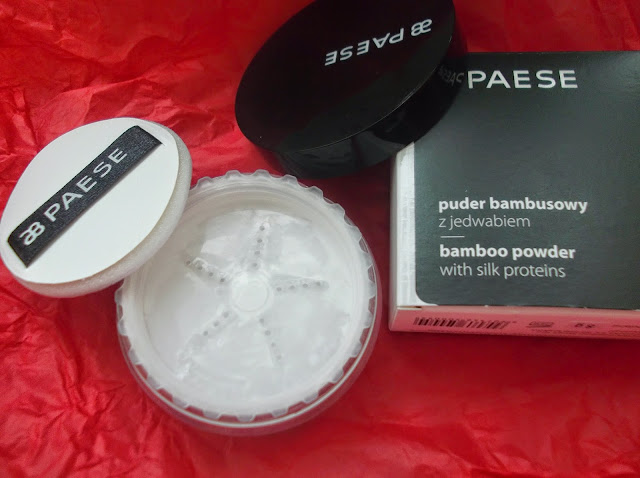 PAESE
PAESE
PAESE
puder bambusowy
z jedwabiem
bamboo powder
with silk proteins